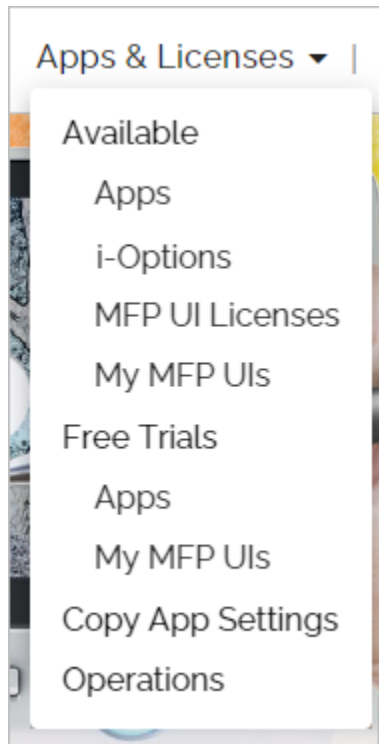 Apps & Licenses ▾ |
Available
Apps
i-Options
MFP UI Licenses
My MFP UIs
Free Trials
Apps
My MFP UIs
Copy App Settings
Operations